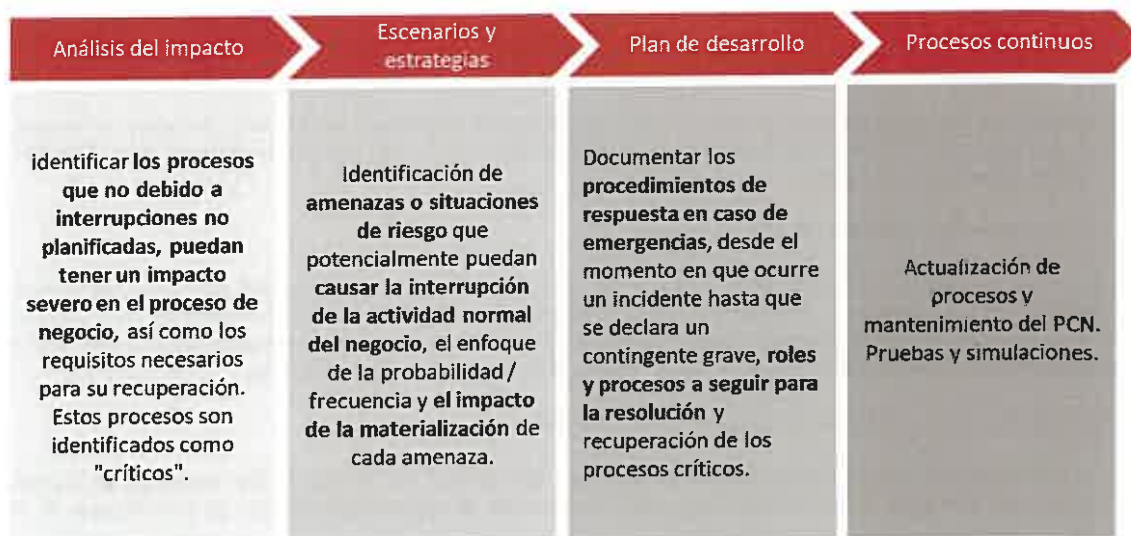 Análisis del impacto
Escenarios y
estrategias
Plan de desarrollo
Procesos continuos
identificar los procesos
que no debido a
interrupciones no
planificadas, puedan
tener un impacto
severo en el proceso de
negocio, así como los
requisitos necesarios
para su recuperación.
Estos procesos son
identificados como
"críticos".
Identificación de
amenazas o situaciones
de riesgo que
potencialmente puedan
causar la interrupción
de la actividad normal
del negocio, el enfoque
de la probabilidad/
frecuencia y el impacto
de la materialización de
cada amenaza.
Documentar los
procedimientos de
respuesta en caso de
emergencias, desde el
momento en que ocurre
un incidente hasta que
se declara un
contingente grave, roles
y procesos a seguir para
la resolución y
recuperación de los
procesos críticos.
Actualización de
procesos y
mantenimiento del PCN.
Pruebas y simulaciones.